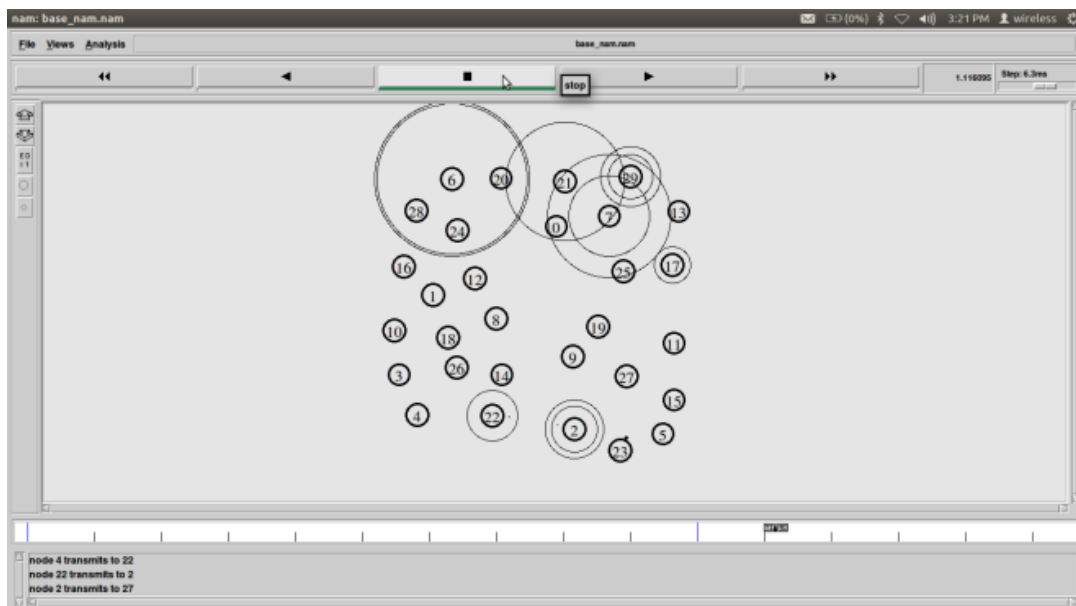 nam: base_nam.nam
(0%) 3:21 PM wireless
File Views Analysis
base_nam.nam
1.116095 Step: 6.3ms
stop
6 20 21 29
28 24 0 7 13
16 12 25 17
1
10 18 8 19 11
9
3 26 14 27
15
4 22 2 5
23
node 4 transmits to 22
node 22 transmits to 2
node 2 transmits to 27